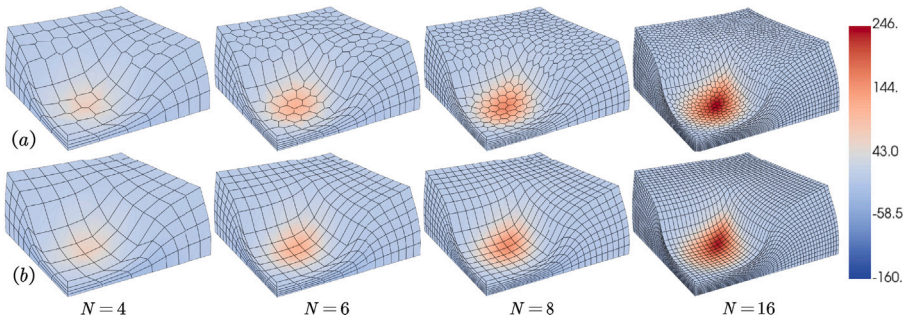 246.
144.
(a)
43.0
-58.5
(b)
-160.
N = 4
N = 6
N = 8
N = 16